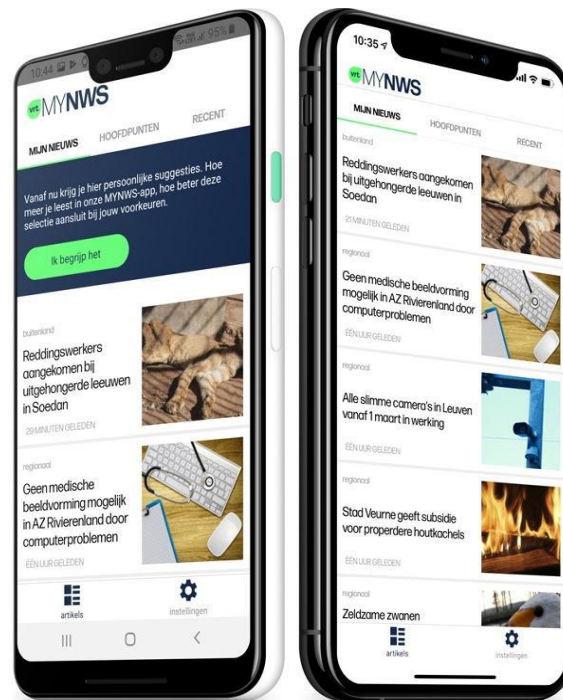 10:44
95%
vrt MYNWS
MIJN NIEUWS
HOOFDPUNTEN
RECENT
Vanaf nu krijg je hier persoonlijke suggesties. Hoe
meer je leest in onze MYNWS-app, hoe beter deze
selectie aansluit bij jouw voorkeuren.
Ik begrijp het
buitenland
Reddingswerkers
aangekomen bij
uitgehongerde leeuwen
in Soedan
29 MINUTEN GELEDEN
regionaal
Geen medische
beeldvorming mogelijk
in AZ Rivierenland door
computerproblemen
ÉÉN UUR GELEDEN
artikels
instellingen
10:35
vrt MYNWS
MIJN NIEUWS
HOOFDPUNTEN
RECENT
buitenland
Reddingswerkers aangekomen
bij uitgehongerde leeuwen in
Soedan
21 MINUTEN GELEDEN
regionaal
Geen medische beeldvorming
mogelijk in AZ Rivierenland door
computerproblemen
ÉÉN UUR GELEDEN
regionaal
Alle slimme camera's in Leuven
vanaf 1 maart in werking
ÉÉN UUR GELEDEN
regionaal
Stad Veurne geeft subsidie
voor properdere houtkachels
ÉÉN UUR GELEDEN
regionaal
Zeldzame zwanen
artikels
instellingen